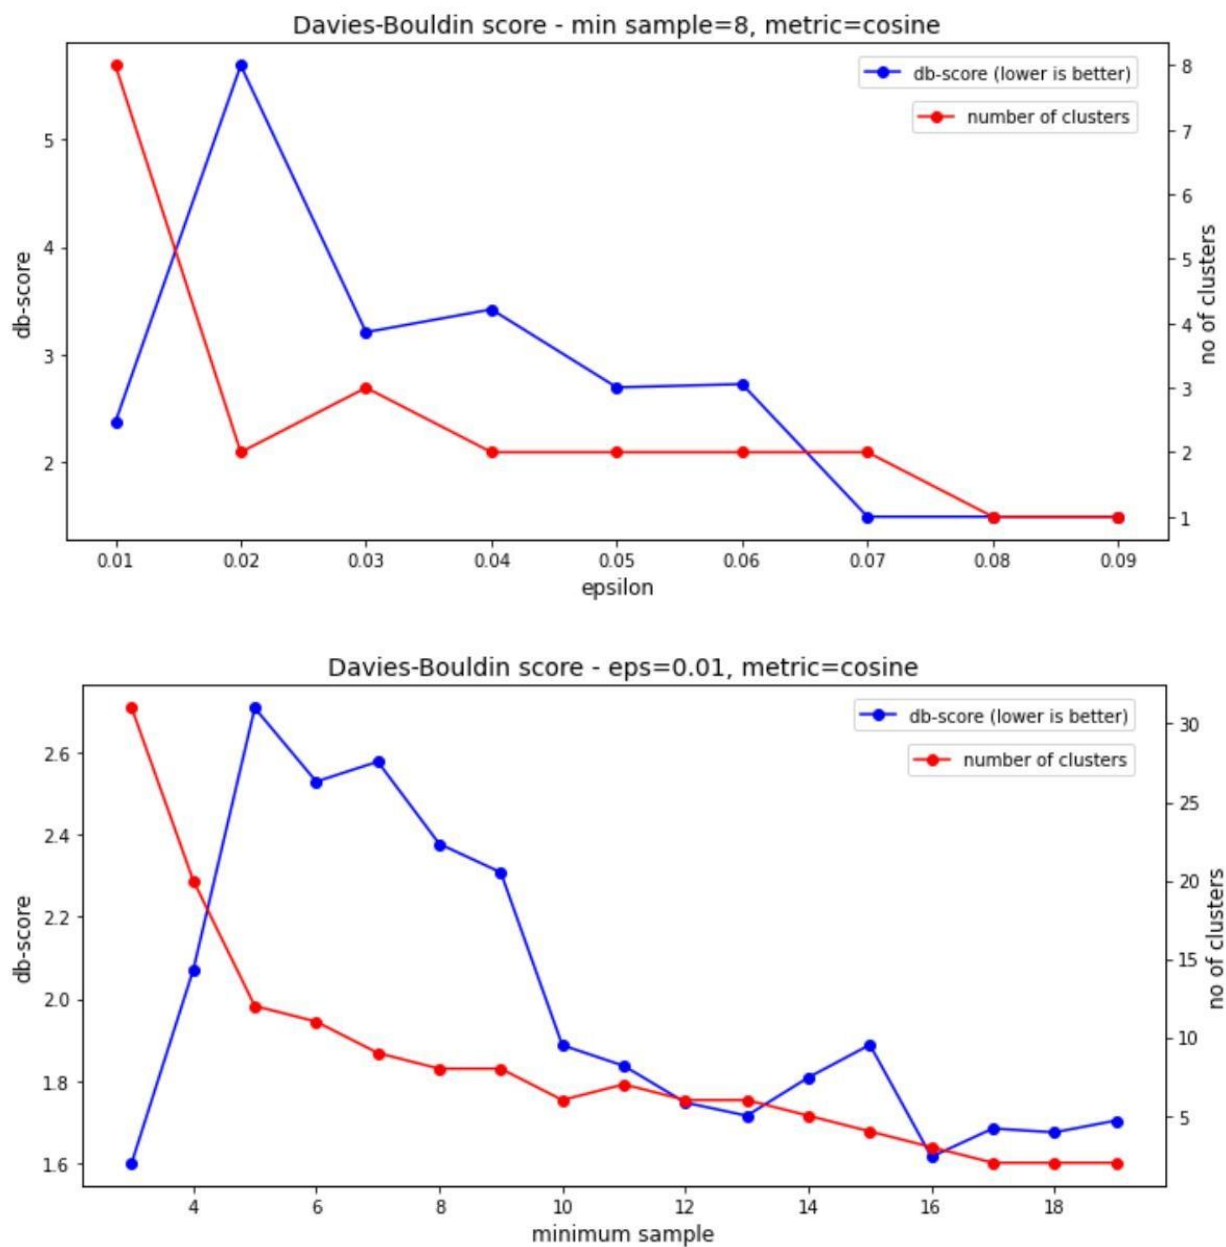 Davies-Bouldin score - min sample=8, metric=cosine
db-score (lower is better)
number of clusters
5
4
3
2
db-score
8
7
6
5
4
3
2
1
no of clusters
0.01 0.02 0.03 0.04 0.05 0.06 0.07 0.08 0.09
epsilon
Davies-Bouldin score - eps=0.01, metric=cosine
db-score (lower is better)
number of clusters
2.6
2.4
2.2
2.0
1.8
1.6
db-score
30
25
20
15
10
5
no of clusters
4 6 8 10 12 14 16 18
minimum sample